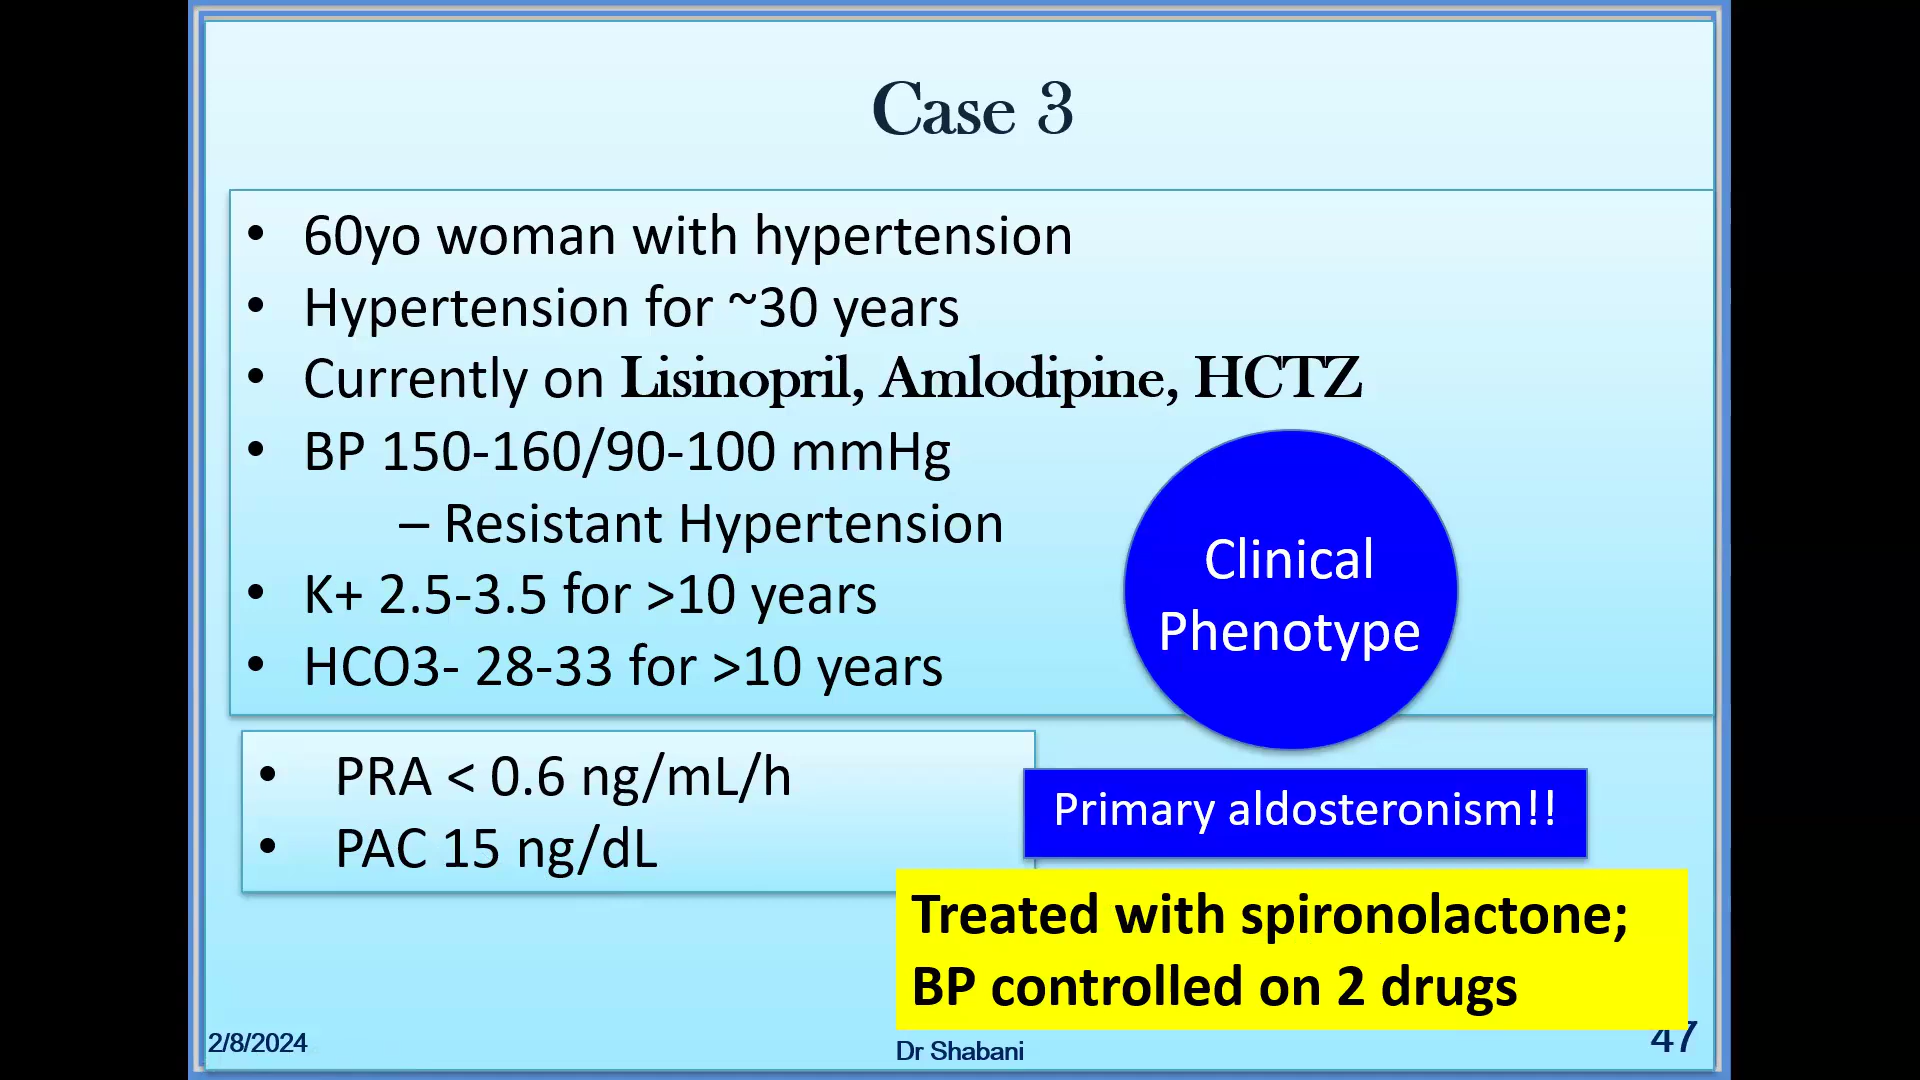 Case 3
• 60yo woman with hypertension
• Hypertension for ~30 years
• Currently on Lisinopril, Amlodipine, HCTZ
• BP 150-160/90-100 mmHg
– Resistant Hypertension
• K+ 2.5-3.5 for >10 years
• HCO3- 28-33 for >10 years
Clinical
Phenotype
• PRA < 0.6 ng/mL/h
• PAC 15 ng/dL
Primary aldosteronism!!
Treated with spironolactone;
BP controlled on 2 drugs
2/8/2024
Dr Shabani
47